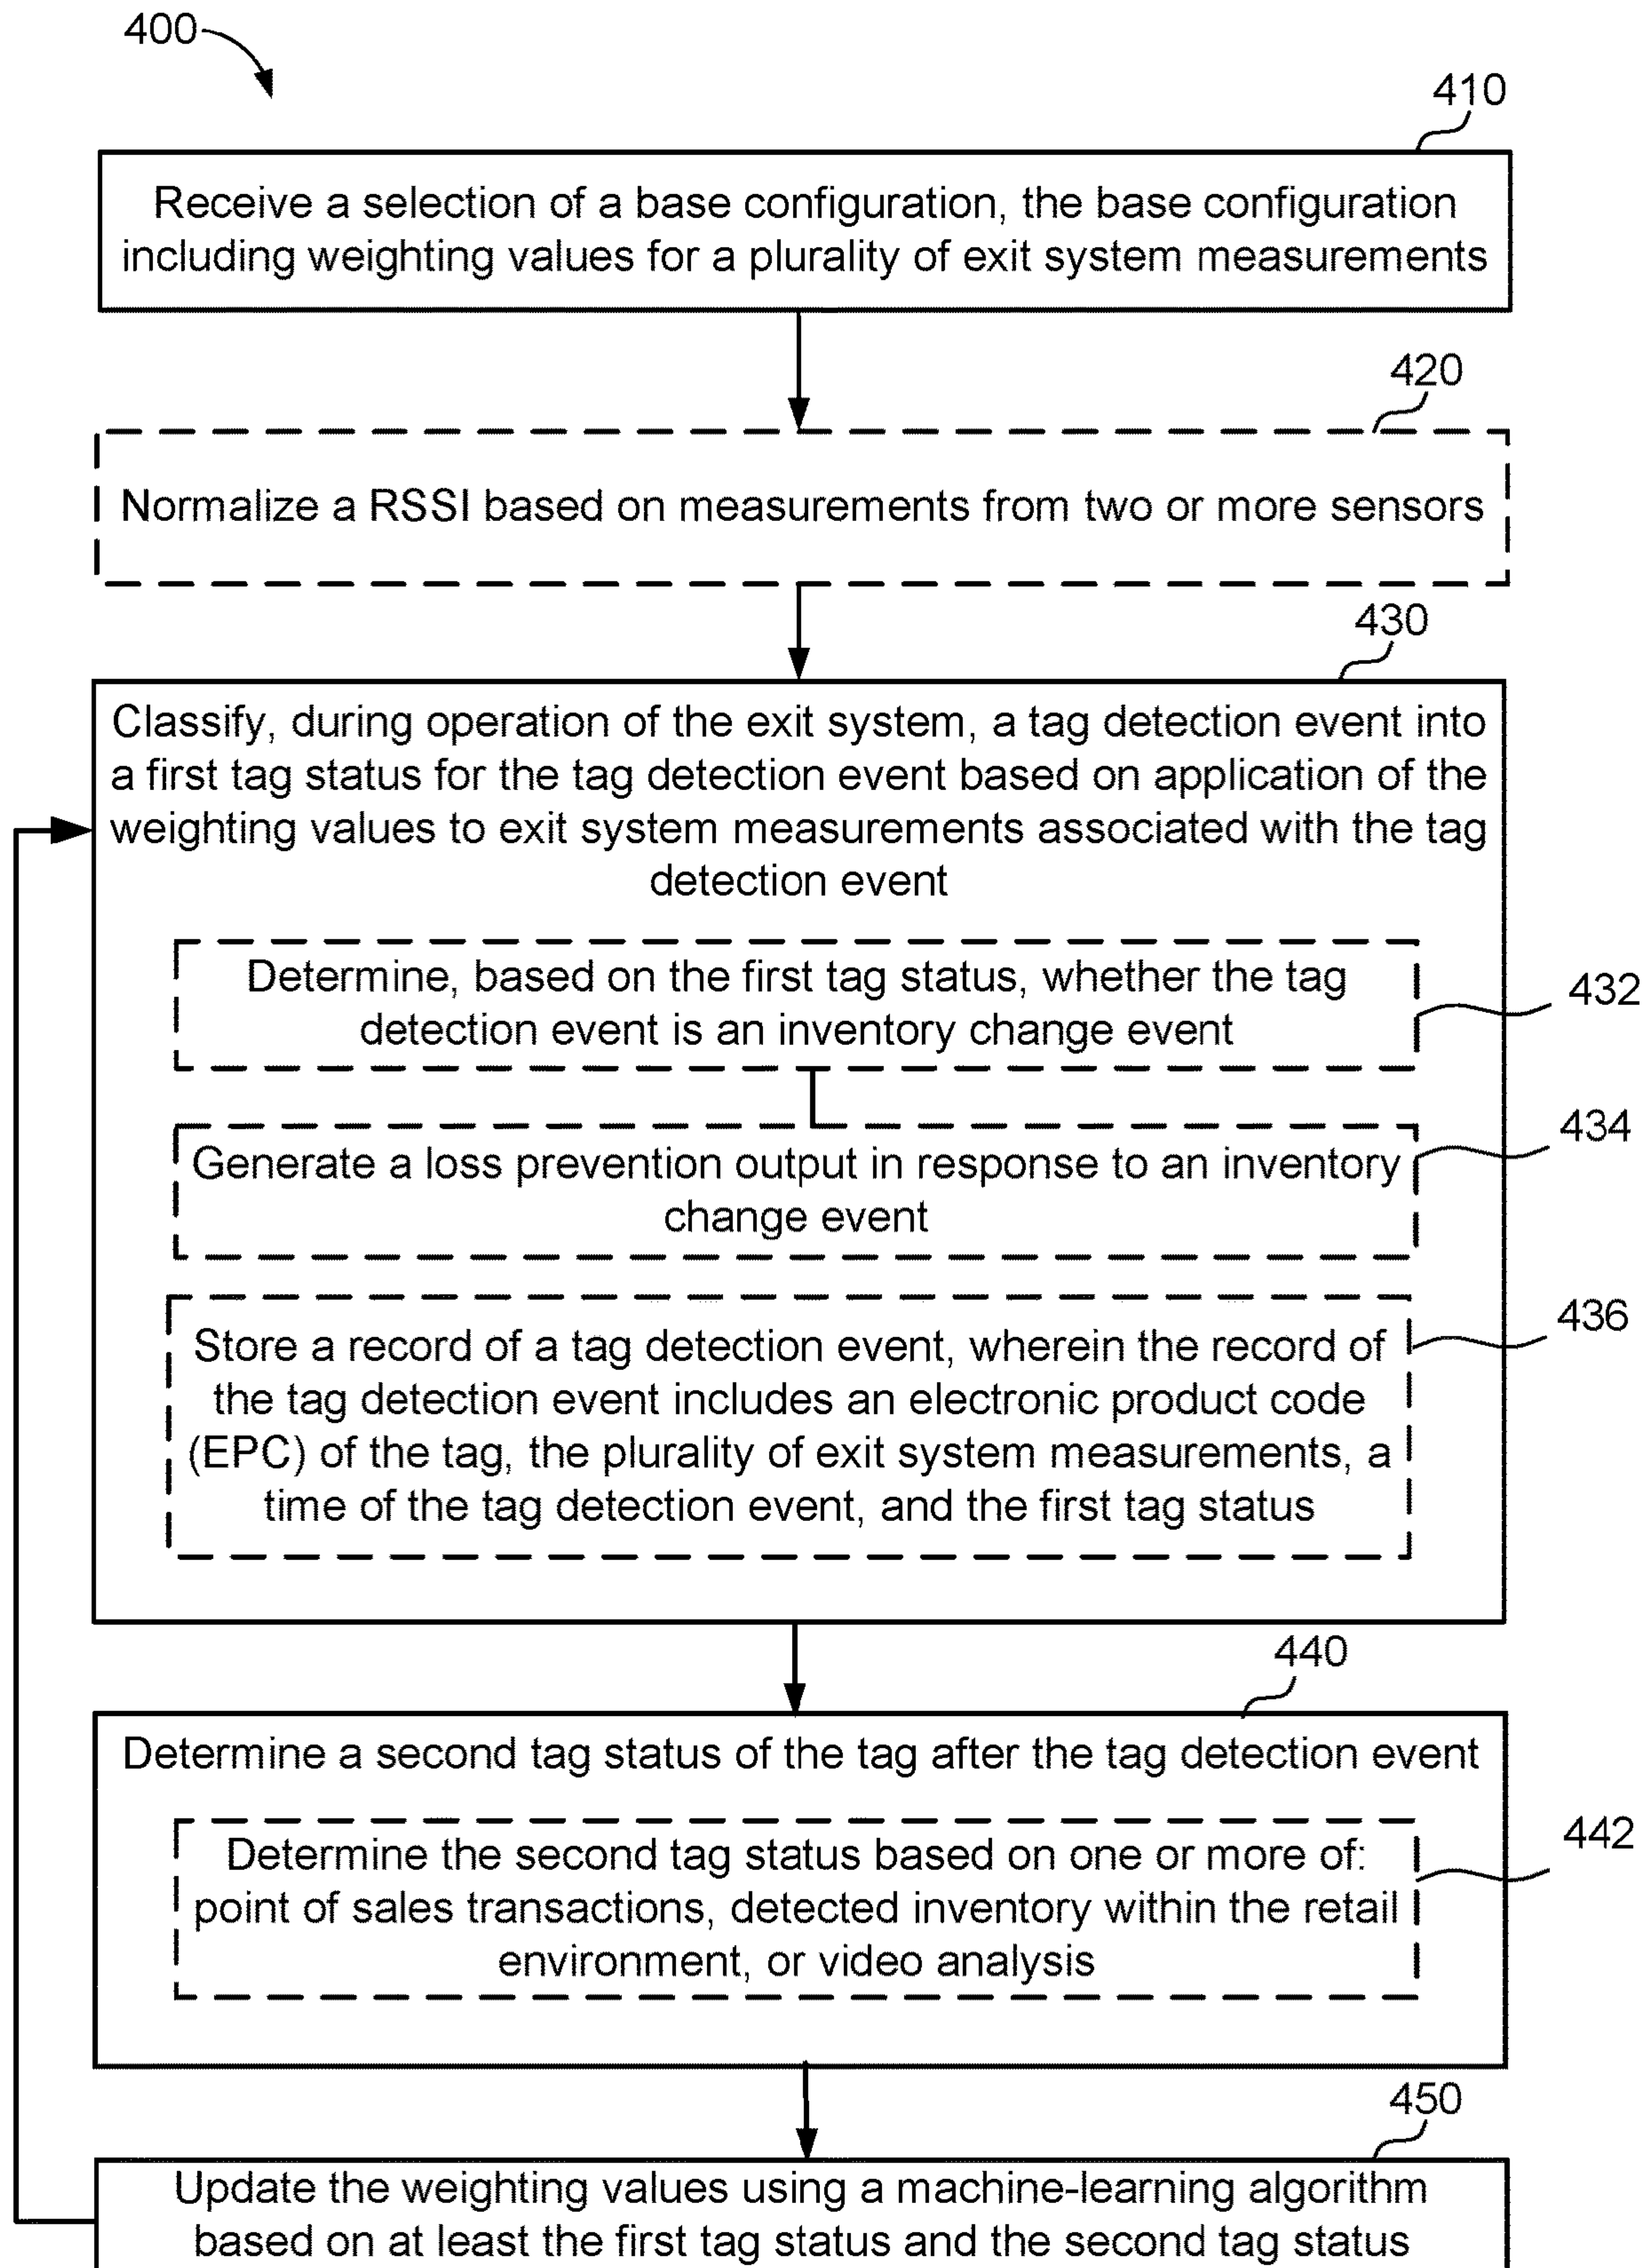 400
410
Receive a selection of a base configuration, the base configuration
including weighting values for a plurality of exit system measurements
420
Normalize a RSSI based on measurements from two or more sensors
430
Classify, during operation of the exit system, a tag detection event into
a first tag status for the tag detection event based on application of the
weighting values to exit system measurements associated with the tag
detection event
Determine, based on the first tag status, whether the tag
detection event is an inventory change event
432
Generate a loss prevention output in response to an inventory
change event
434
Store a record of a tag detection event, wherein the record of
the tag detection event includes an electronic product code
(EPC) of the tag, the plurality of exit system measurements, a
time of the tag detection event, and the first tag status
436
440
Determine a second tag status of the tag after the tag detection event
Determine the second tag status based on one or more of:
point of sales transactions, detected inventory within the retail
environment, or video analysis
442
450
Update the weighting values using a machine-learning algorithm
based on at least the first tag status and the second tag status